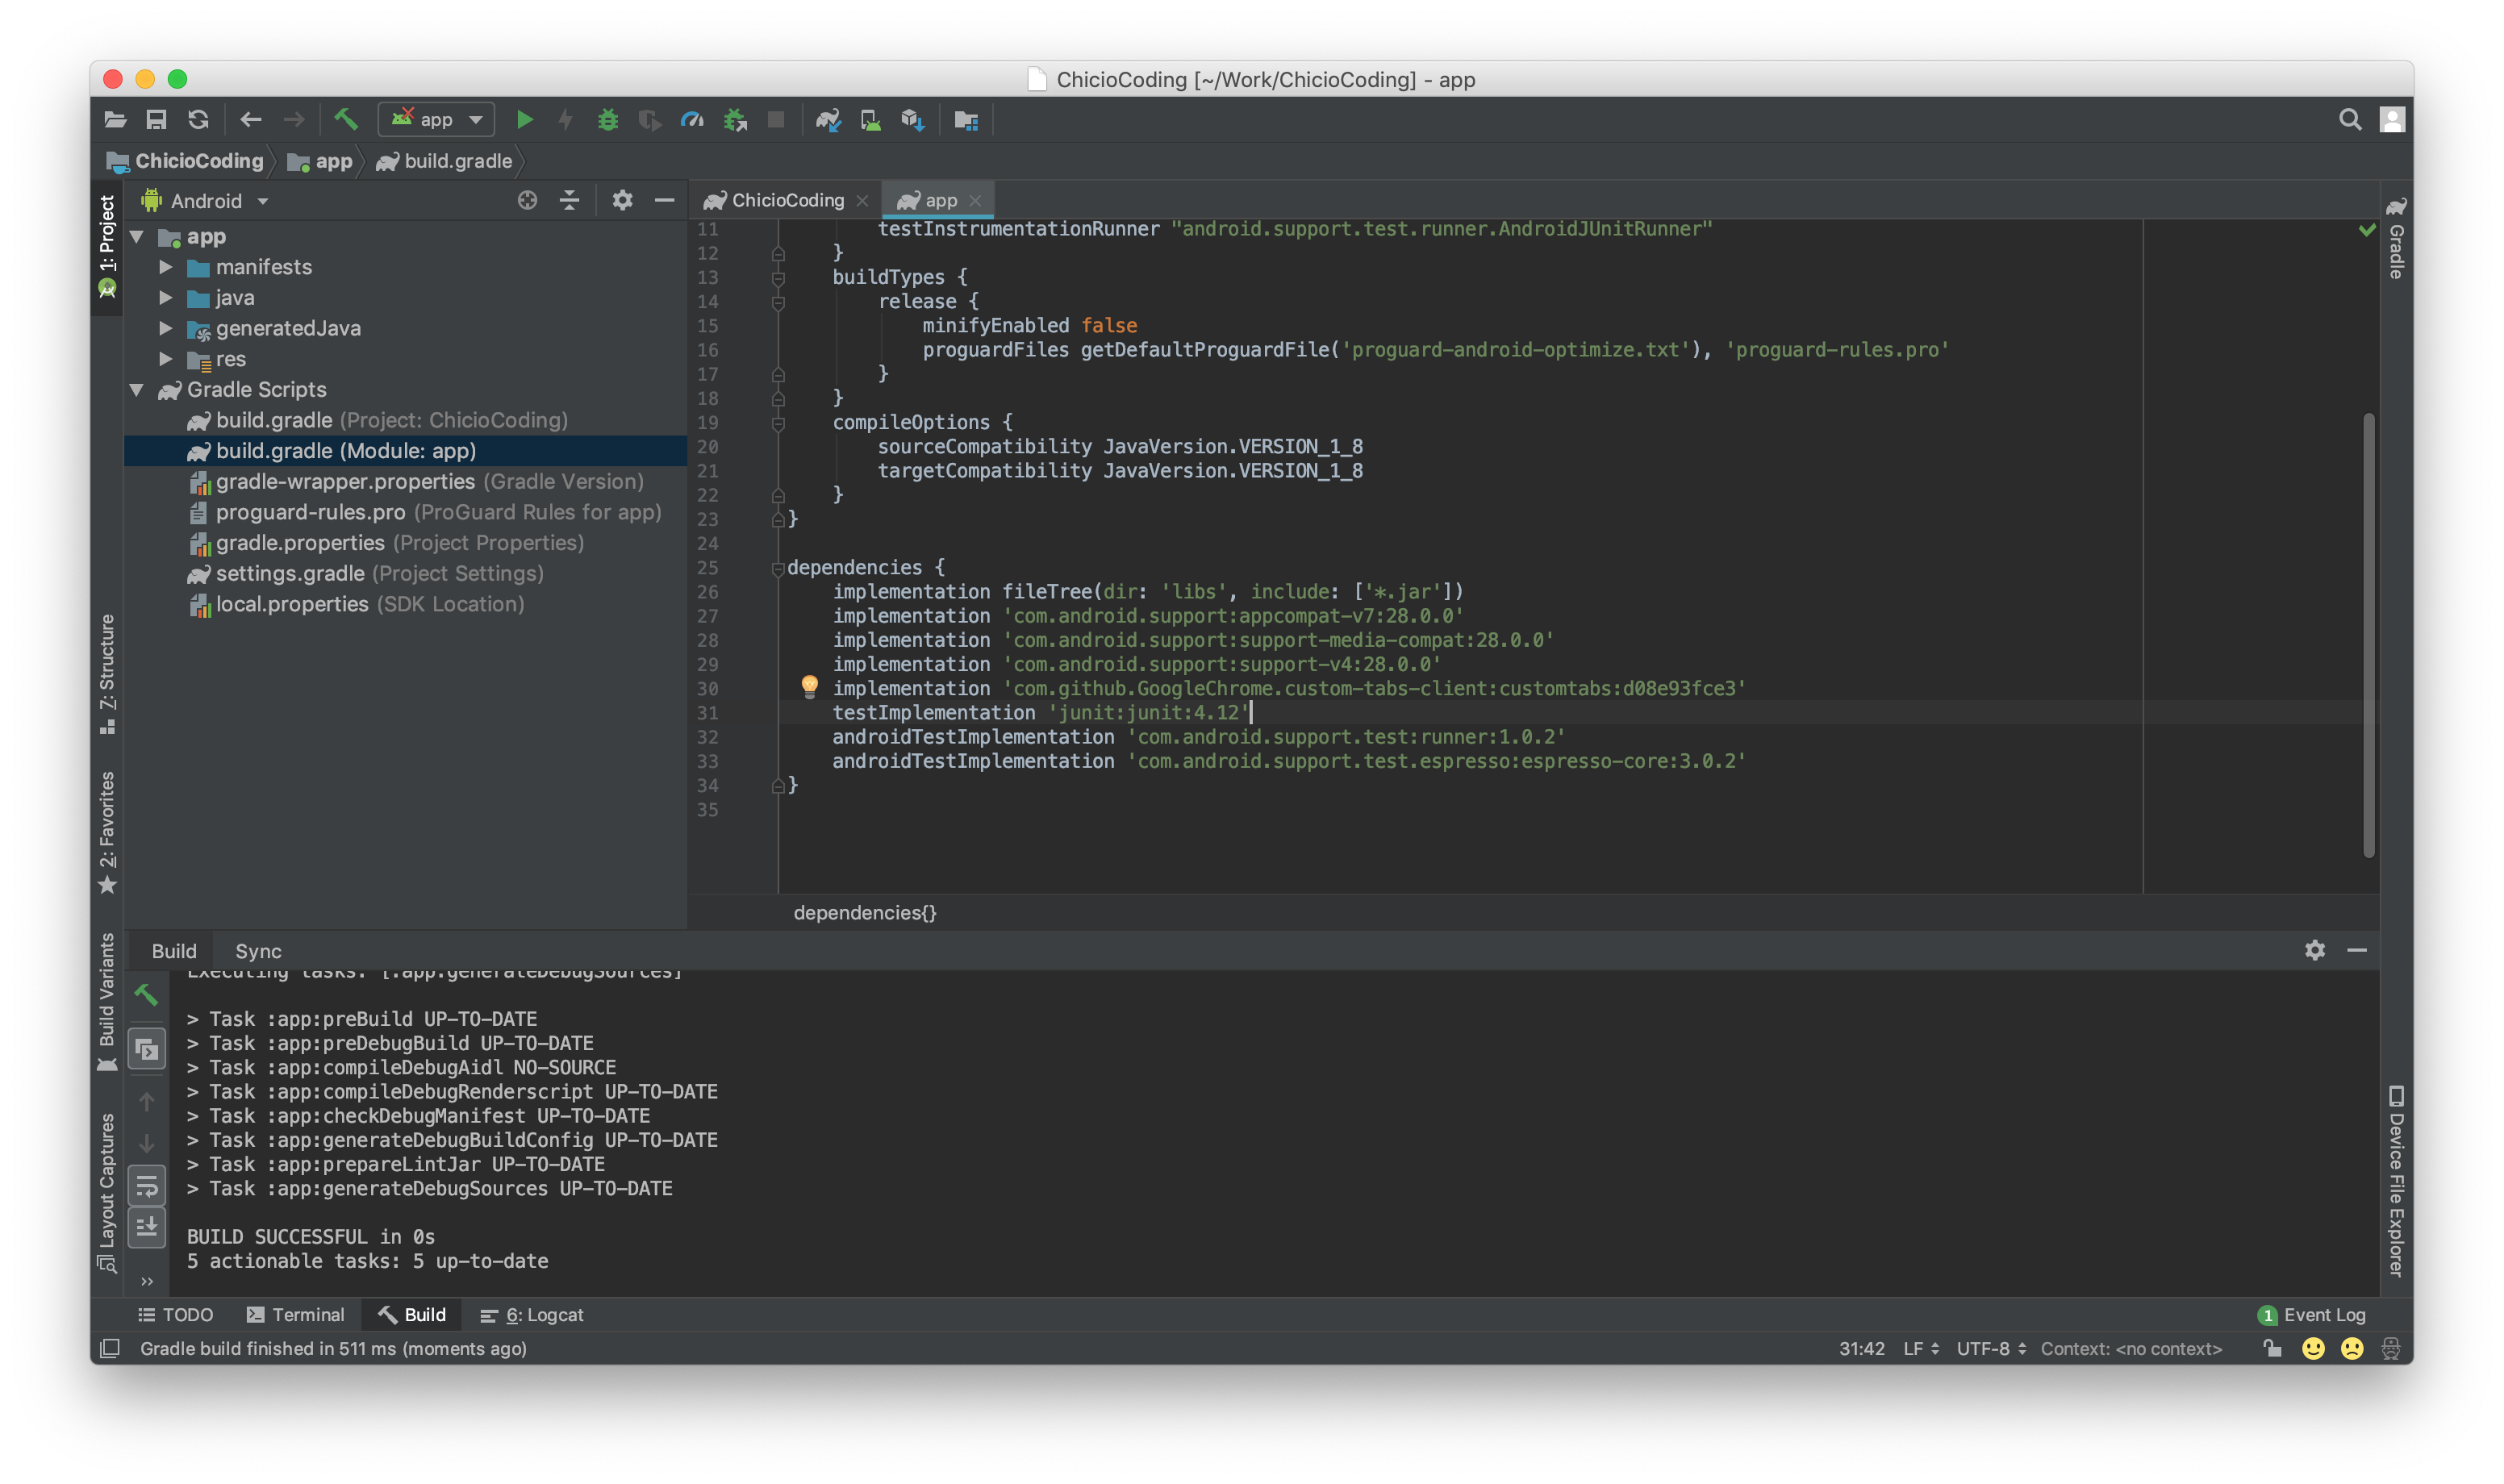 ChicioCoding [~/Work/ChicioCoding] - app
app
ChicioCoding
app
build.gradle
1: Project
Android
ChicioCoding
app
Gradle
app
manifests
java
generatedJava
res
Gradle Scripts
build.gradle (Project: ChicioCoding)
build.gradle (Module: app)
gradle-wrapper.properties (Gradle Version)
proguard-rules.pro (ProGuard Rules for app)
gradle.properties (Project Properties)
settings.gradle (Project Settings)
local.properties (SDK Location)
7: Structure
2: Favorites
Build Variants
Layout Captures
11 testInstrumentationRunner "android.support.test.runner.AndroidJUnitRunner"
12 }
13 buildTypes {
14 release {
15 minifyEnabled false
16 proguardFiles getDefaultProguardFile('proguard-android-optimize.txt'), 'proguard-rules.pro'
17 }
18 }
19 compileOptions {
20 sourceCompatibility JavaVersion.VERSION_1_8
21 targetCompatibility JavaVersion.VERSION_1_8
22 }
23 }
24
25 dependencies {
26 implementation fileTree(dir: 'libs', include: ['*.jar'])
27 implementation 'com.android.support:appcompat-v7:28.0.0'
28 implementation 'com.android.support:support-media-compat:28.0.0'
29 implementation 'com.android.support:support-v4:28.0.0'
30 implementation 'com.github.GoogleChrome.custom-tabs-client:customtabs:d08e93fce3'
31 testImplementation 'junit:junit:4.12'
32 androidTestImplementation 'com.android.support.test:runner:1.0.2'
33 androidTestImplementation 'com.android.support.test.espresso:espresso-core:3.0.2'
34 }
35
dependencies{}
Build
Sync
Executing tasks: [:app:generateDebugSources]
> Task :app:preBuild UP-TO-DATE
> Task :app:preDebugBuild UP-TO-DATE
> Task :app:compileDebugAidl NO-SOURCE
> Task :app:compileDebugRenderscript UP-TO-DATE
> Task :app:checkDebugManifest UP-TO-DATE
> Task :app:generateDebugBuildConfig UP-TO-DATE
> Task :app:prepareLintJar UP-TO-DATE
> Task :app:generateDebugSources UP-TO-DATE
BUILD SUCCESSFUL in 0s
5 actionable tasks: 5 up-to-date
Device File Explorer
TODO
Terminal
Build
6: Logcat
1 Event Log
Gradle build finished in 511 ms (moments ago)
31:42
LF
UTF-8
Context: <no context>